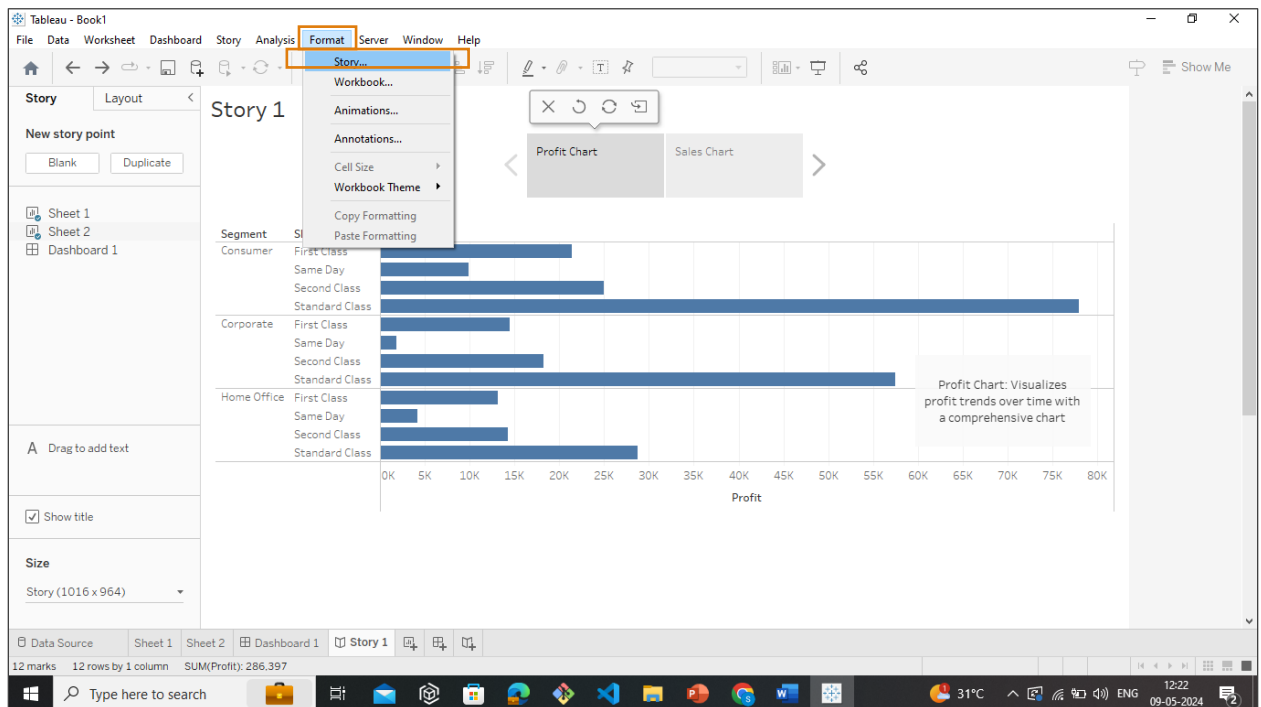 Tableau - Book1
File Data Worksheet Dashboard Story Analysis Format Server Window Help
Show Me
Story...
Workbook...
Animations...
Annotations...
Cell Size
Workbook Theme
Copy Formatting
Paste Formatting
Story Layout
New story point
Blank Duplicate
Sheet 1
Sheet 2
Dashboard 1
A Drag to add text
Show title
Size
Story (1016 x 964)
Story 1
Profit Chart Sales Chart
Segment
Consumer First Class
Same Day
Second Class
Standard Class
Corporate First Class
Same Day
Second Class
Standard Class
Home Office First Class
Same Day
Second Class
Standard Class
Profit Chart: Visualizes
profit trends over time with
a comprehensive chart
0K 5K 10K 15K 20K 25K 30K 35K 40K 45K 50K 55K 60K 65K 70K 75K 80K
Profit
Data Source Sheet 1 Sheet 2 Dashboard 1 Story 1
12 marks 12 rows by 1 column SUM(Profit): 286,397
Type here to search
31°C ENG 12:22
09-05-2024